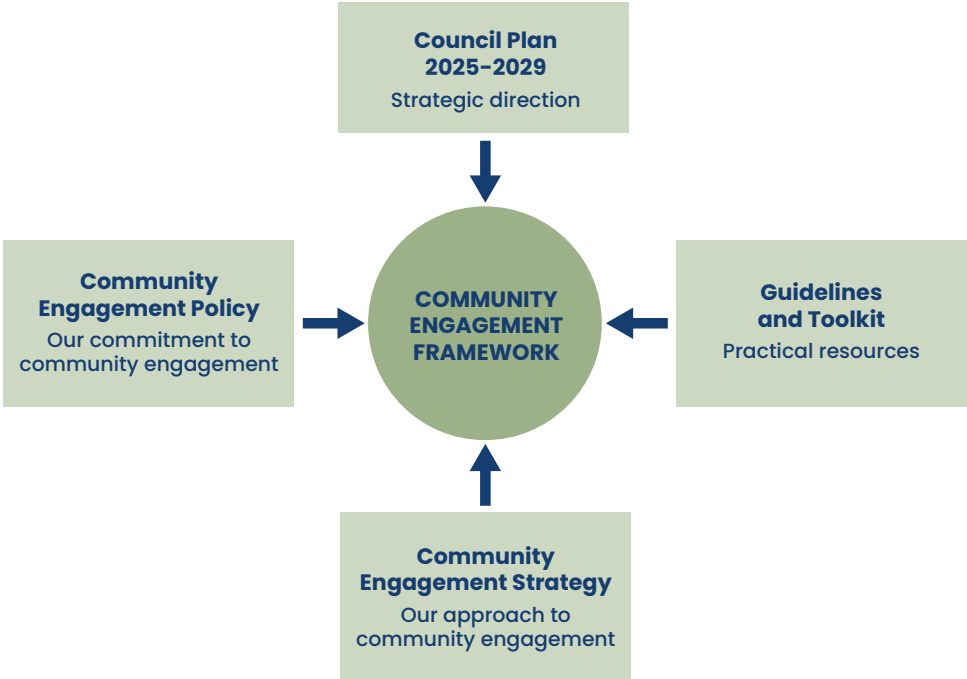 Council Plan
2025–2029
Strategic direction
Community
Engagement Policy
Our commitment to
community engagement
COMMUNITY
ENGAGEMENT
FRAMEWORK
Guidelines
and Toolkit
Practical resources
Community
Engagement Strategy
Our approach to
community engagement